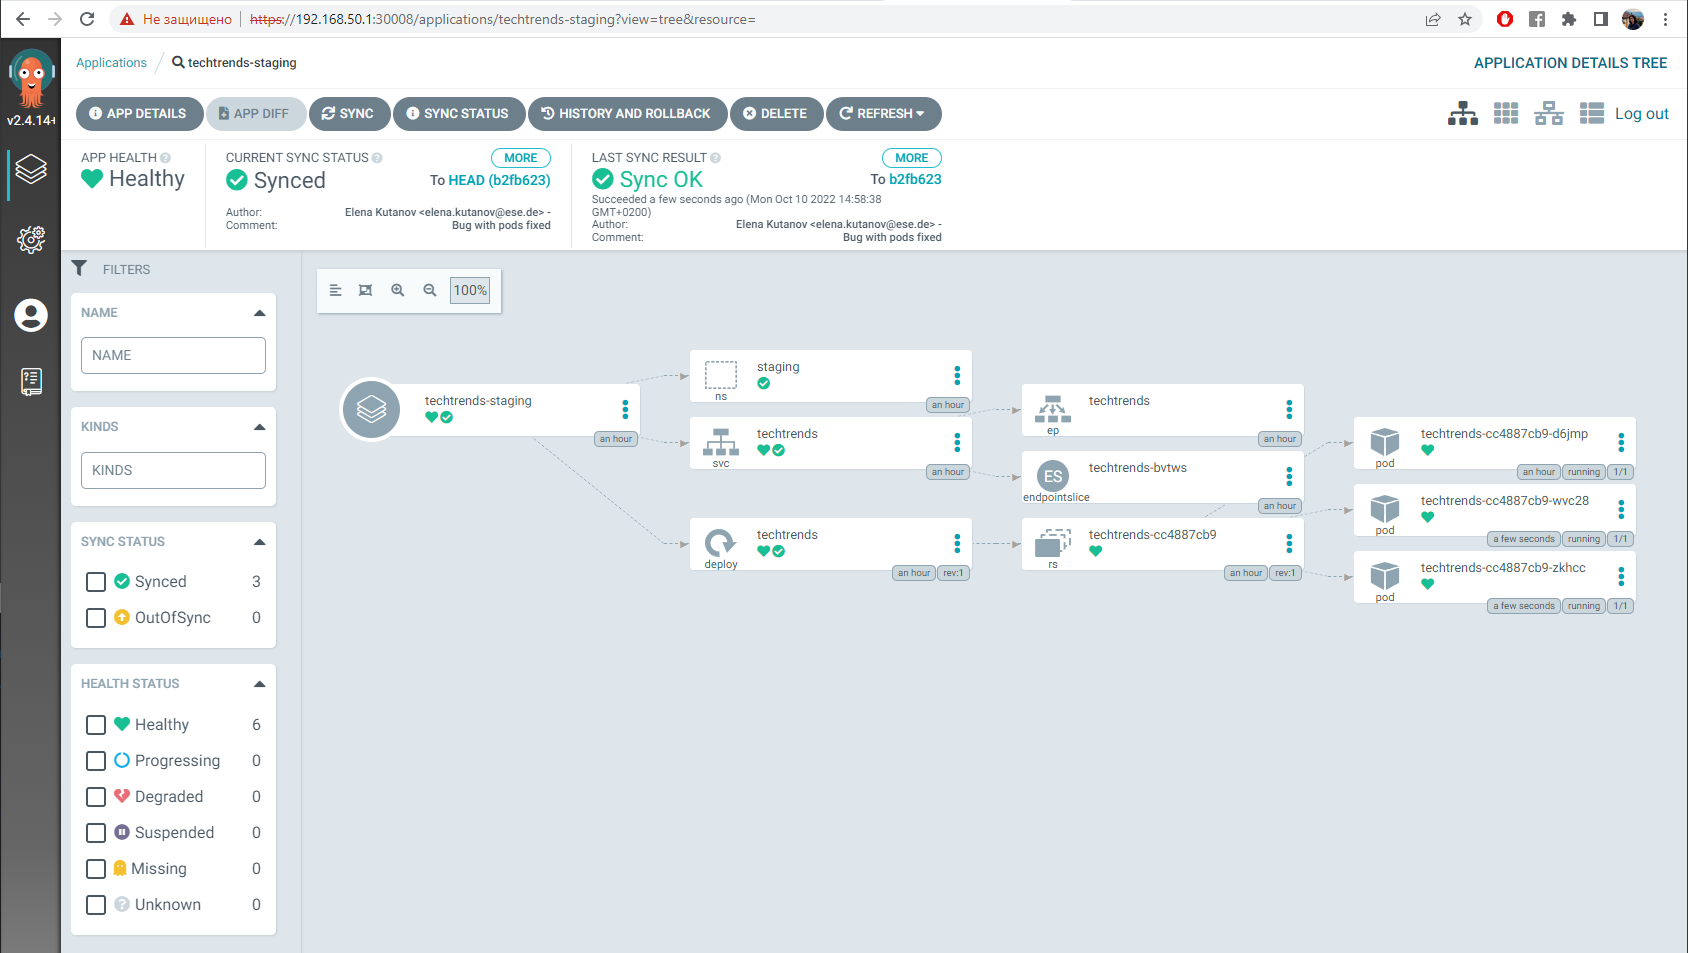 Не защищено
https://192.168.50.1:30008/applications/techtrends-staging?view=tree&resource=
v2.4.14+
Applications
techtrends-staging
APPLICATION DETAILS TREE
APP DETAILS
APP DIFF
SYNC
SYNC STATUS
HISTORY AND ROLLBACK
DELETE
REFRESH
Log out
APP HEALTH
Healthy
CURRENT SYNC STATUS
MORE
Synced
To HEAD (b2fb623)
Author: Elena Kutanov <elena.kutanov@ese.de> -
Comment: Bug with pods fixed
LAST SYNC RESULT
MORE
Sync OK
To b2fb623
Succeeded a few seconds ago (Mon Oct 10 2022 14:58:38
GMT+0200)
Author: Elena Kutanov <elena.kutanov@ese.de> -
Comment: Bug with pods fixed
FILTERS
NAME
NAME
KINDS
KINDS
SYNC STATUS
Synced 3
OutOfSync 0
HEALTH STATUS
Healthy 6
Progressing 0
Degraded 0
Suspended 0
Missing 0
Unknown 0
100%
techtrends-staging
an hour
staging
ns
an hour
techtrends
svc
an hour
techtrends
deploy
an hour rev:1
techtrends
ep
an hour
ES
techtrends-bvtws
endpointslice
an hour
techtrends-cc4887cb9
rs
an hour rev:1
techtrends-cc4887cb9-d6jmp
pod
an hour running 1/1
techtrends-cc4887cb9-wvc28
pod
a few seconds running 1/1
techtrends-cc4887cb9-zkhcc
pod
a few seconds running 1/1